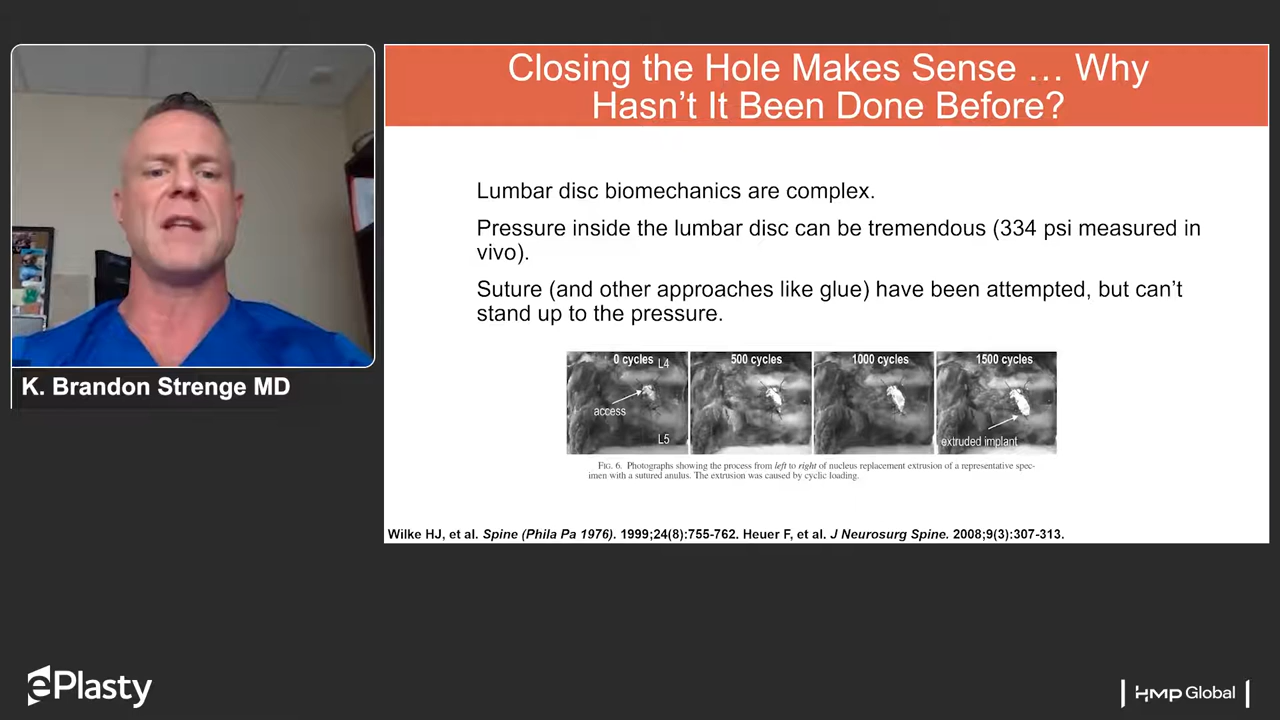 Closing the Hole Makes Sense … Why
Hasn’t It Been Done Before?
Lumbar disc biomechanics are complex.
Pressure inside the lumbar disc can be tremendous (334 psi measured in
vivo).
Suture (and other approaches like glue) have been attempted, but can’t
stand up to the pressure.
0 cycles
L4
access
L5
500 cycles
1000 cycles
1500 cycles
extruded implant
FIG. 6. Photographs showing the process from left to right of nucleus replacement extrusion of a representative spec-
imen with a sutured anulus. The extrusion was caused by cyclic loading.
Wilke HJ, et al. Spine (Phila Pa 1976). 1999;24(8):755-762. Heuer F, et al. J Neurosurg Spine. 2008;9(3):307-313.
K. Brandon Strenge MD
ePlasty
HMP Global